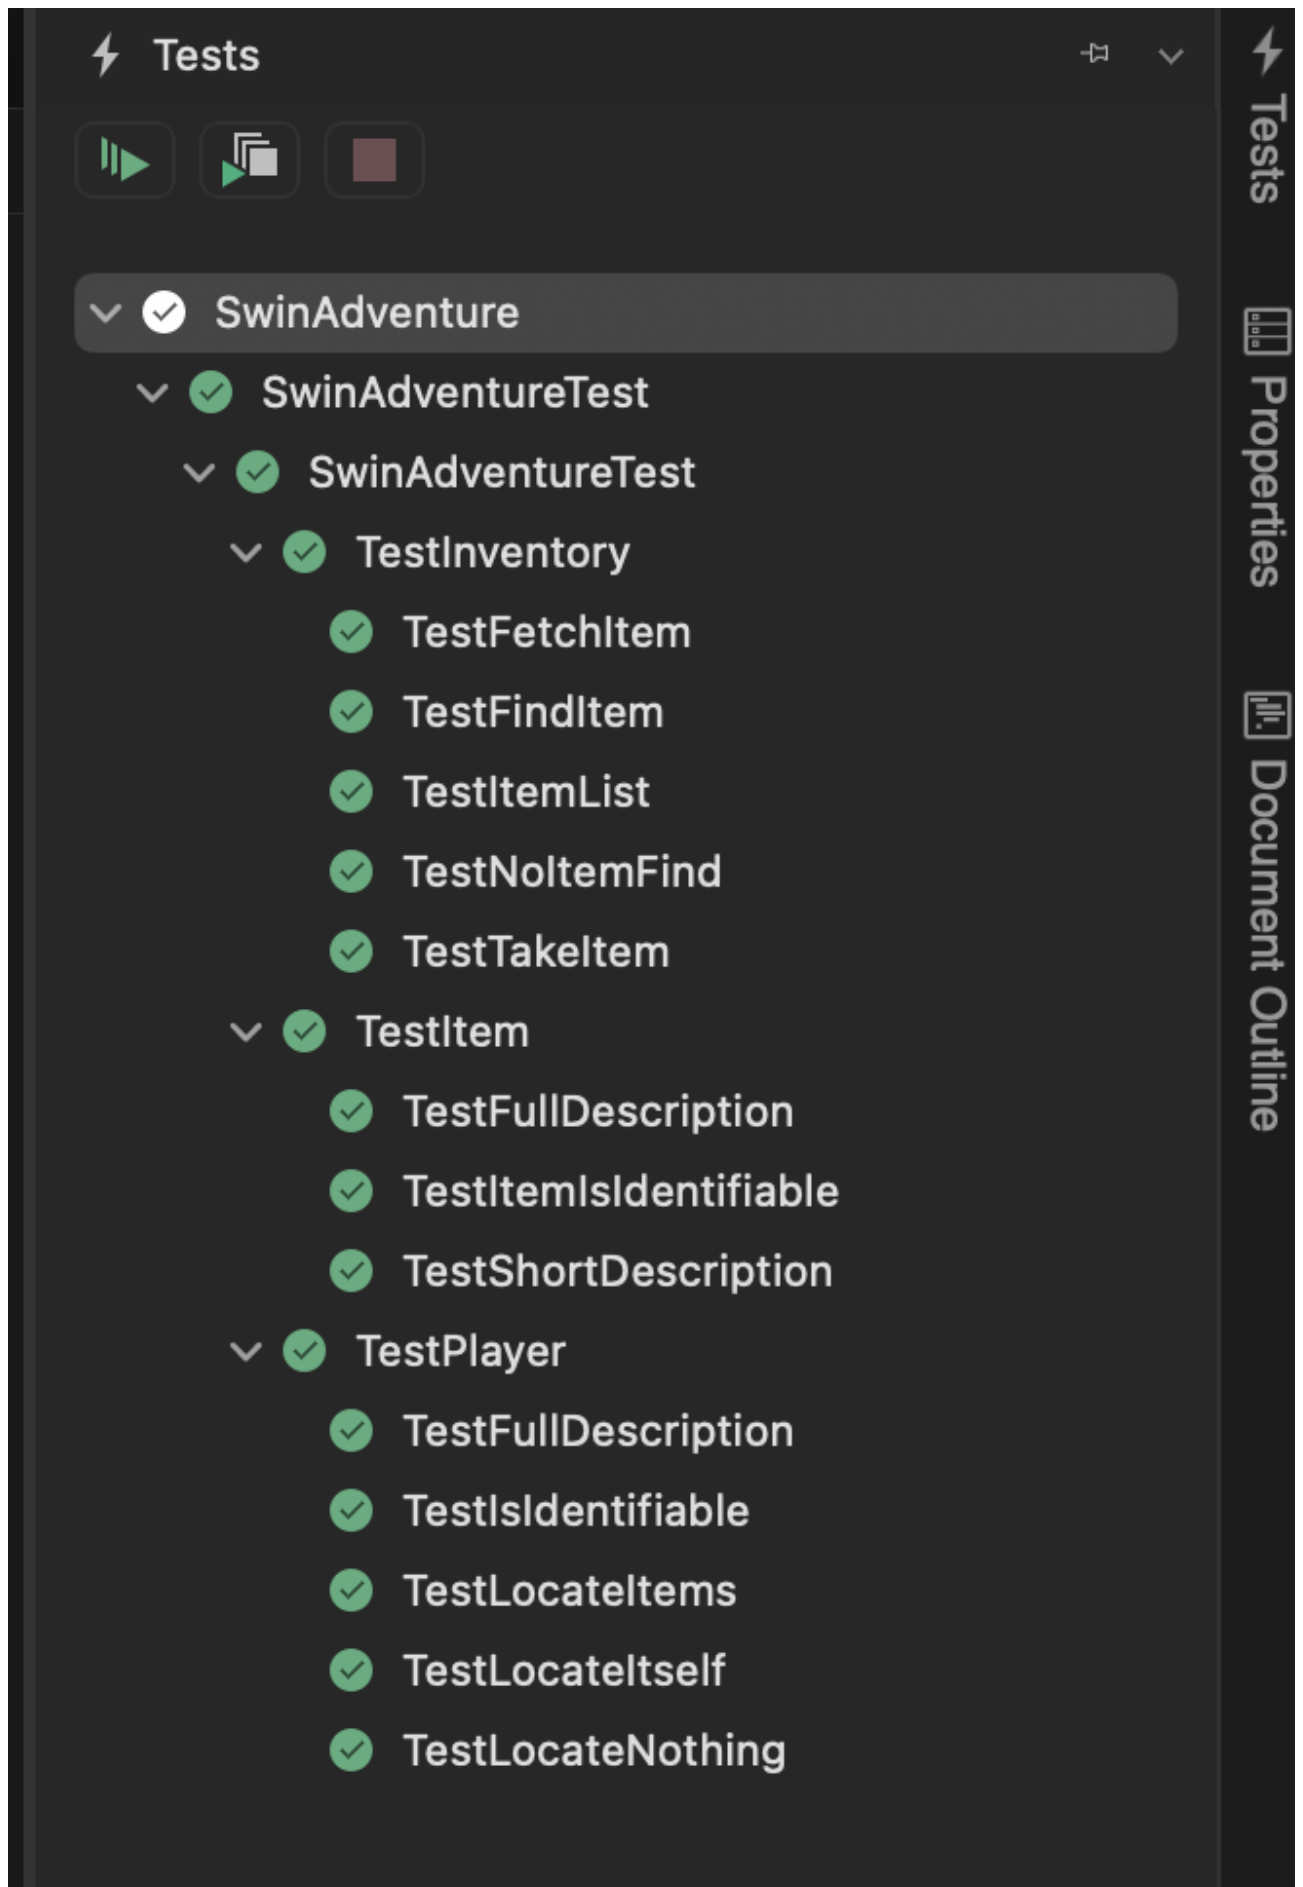 Tests
SwinAdventure
SwinAdventureTest
SwinAdventureTest
TestInventory
TestFetchItem
TestFindItem
TestItemList
TestNoItemFind
TestTakeItem
TestItem
TestFullDescription
TestItemIsIdentifiable
TestShortDescription
TestPlayer
TestFullDescription
TestIsIdentifiable
TestLocateItems
TestLocateItself
TestLocateNothing
Tests
Properties
Document Outline